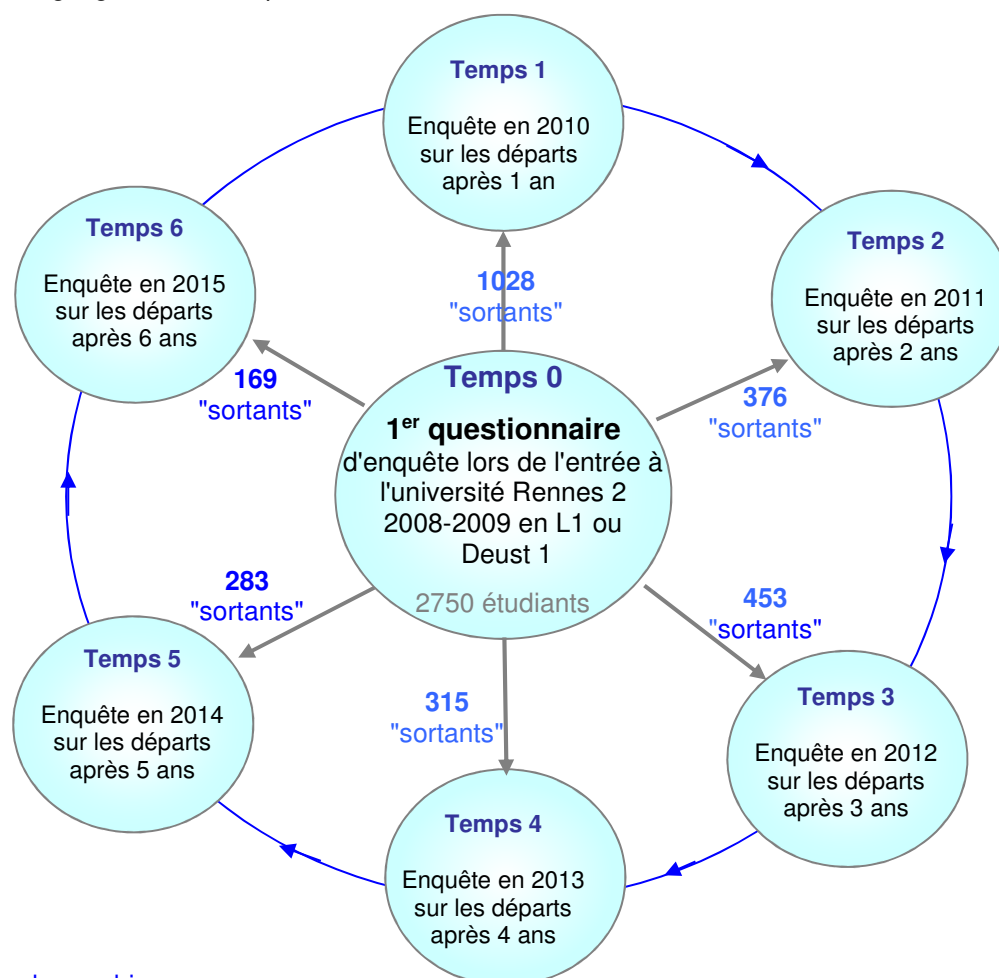 Temps 1
Enquête en 2010
sur les départs
après 1 an
Temps 6
Enquête en 2015
sur les départs
après 6 ans
Temps 2
Enquête en 2011
sur les départs
après 2 ans
1028
"sortants"
169
"sortants"
376
"sortants"
Temps 0
1er questionnaire
d'enquête lors de l'entrée à
l'université Rennes 2
2008-2009 en L1 ou
Deust 1
2750 étudiants
283
"sortants"
453
"sortants"
315
"sortants"
Temps 5
Enquête en 2014
sur les départs
après 5 ans
Temps 3
Enquête en 2012
sur les départs
après 3 ans
Temps 4
Enquête en 2013
sur les départs
après 4 ans